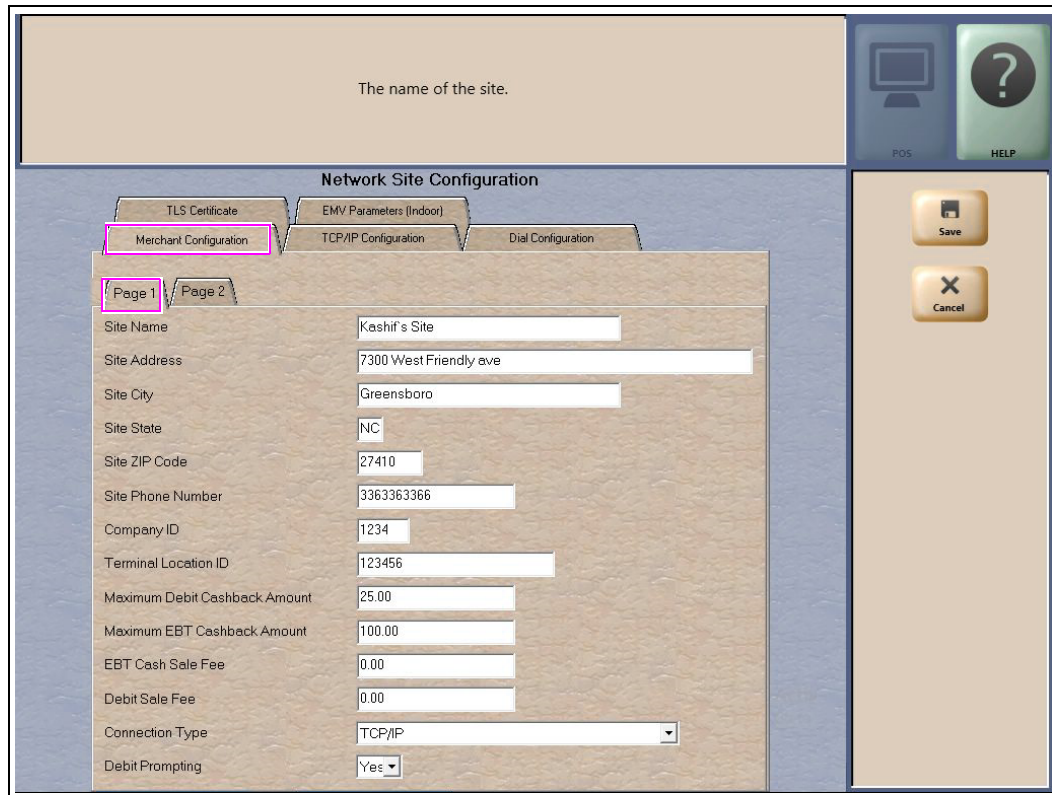 The name of the site.
POS
HELP
Network Site Configuration
TLS Certificate EMV Parameters (Indoor)
Merchant Configuration TCP/IP Configuration Dial Configuration
Save
Cancel
Page 1 Page 2
Site Name Kashif's Site
Site Address 7300 West Friendly ave
Site City Greensboro
Site State NC
Site ZIP Code 27410
Site Phone Number 3363363366
Company ID 1234
Terminal Location ID 123456
Maximum Debit Cashback Amount 25.00
Maximum EBT Cashback Amount 100.00
EBT Cash Sale Fee 0.00
Debit Sale Fee 0.00
Connection Type TCP/IP
Debit Prompting Yes